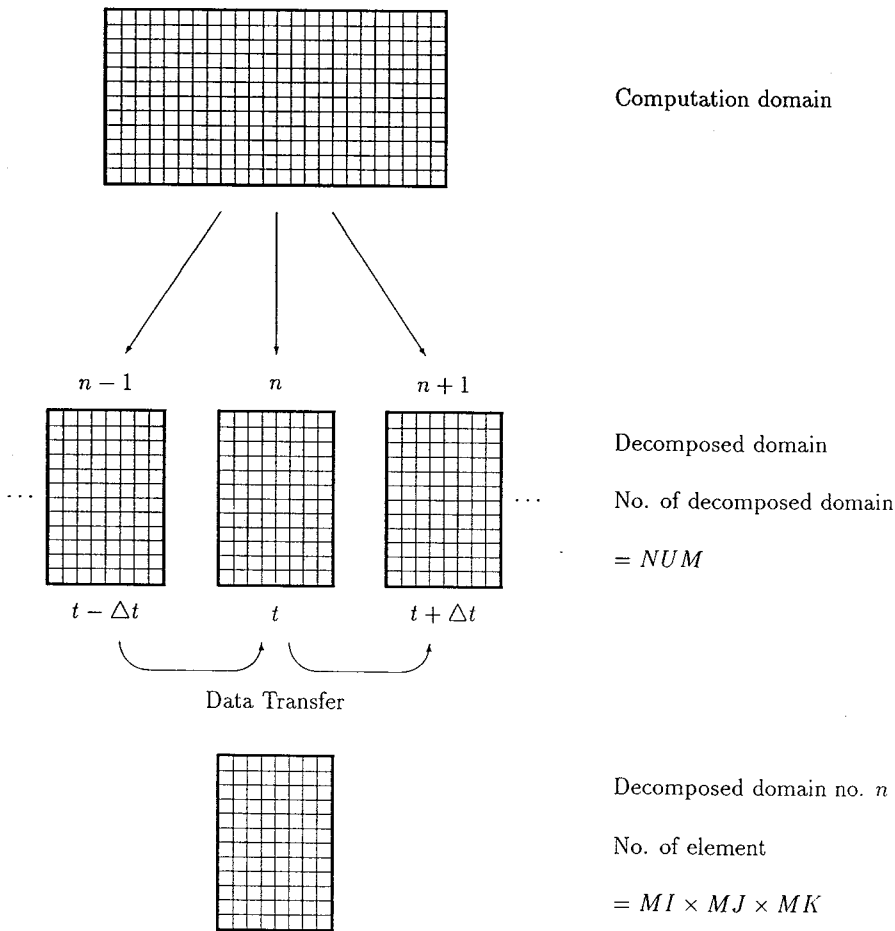 Computation domain
n − 1
n
n + 1
Decomposed domain
...
...
No. of decomposed domain
= NUM
t − △t
t
t + △t
Data Transfer
Decomposed domain no. n
No. of element
= MI × MJ × MK